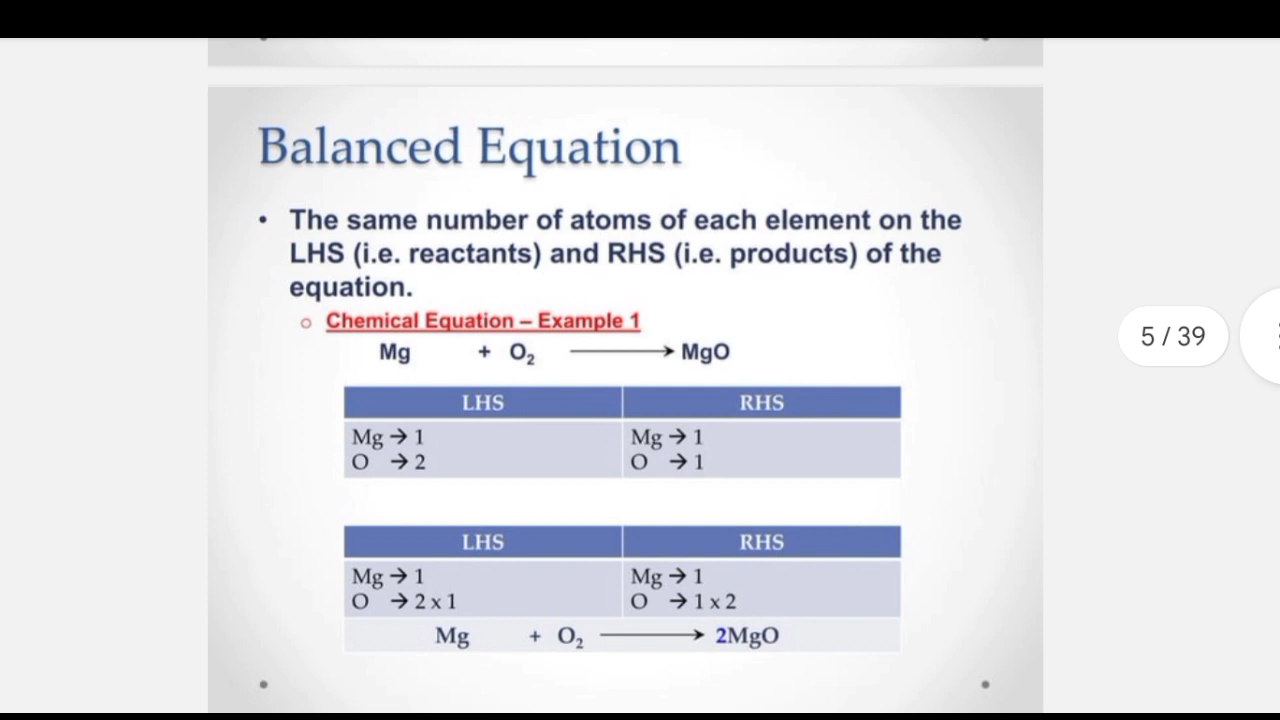 Balanced Equation
• The same number of atoms of each element on the
LHS (i.e. reactants) and RHS (i.e. products) of the
equation.
o Chemical Equation – Example 1
Mg + O₂ ⟶ MgO
LHS RHS
Mg → 1 Mg → 1
O → 2 O → 1
LHS RHS
Mg → 1 Mg → 1
O → 2 x 1 O → 1 x 2
Mg + O₂ ⟶ 2MgO
5 / 39